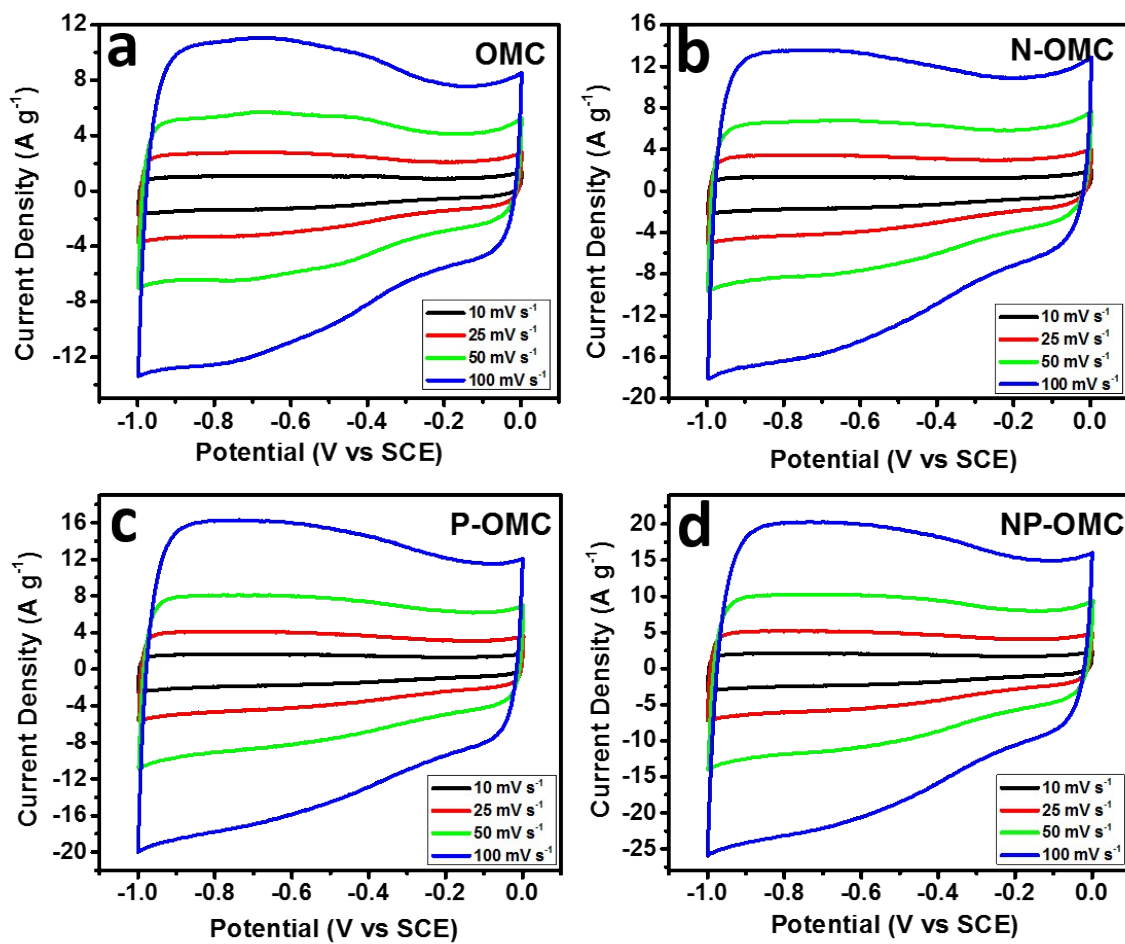 a
OMC
Current Density (A g⁻¹)
12
8
4
0
-4
-8
-12
10 mV s⁻¹
25 mV s⁻¹
50 mV s⁻¹
100 mV s⁻¹
-1.0 -0.8 -0.6 -0.4 -0.2 0.0
Potential (V vs SCE)
b
N-OMC
Current Density (A g⁻¹)
16
12
8
4
0
-4
-8
-12
-16
-20
10 mV s⁻¹
25 mV s⁻¹
50 mV s⁻¹
100 mV s⁻¹
-1.0 -0.8 -0.6 -0.4 -0.2 0.0
Potential (V vs SCE)
c
P-OMC
Current Density (A g⁻¹)
16
12
8
4
0
-4
-8
-12
-16
-20
10 mV s⁻¹
25 mV s⁻¹
50 mV s⁻¹
100 mV s⁻¹
-1.0 -0.8 -0.6 -0.4 -0.2 0.0
Potential (V vs SCE)
d
NP-OMC
Current Density (A g⁻¹)
20
15
10
5
0
-5
-10
-15
-20
-25
10 mV s⁻¹
25 mV s⁻¹
50 mV s⁻¹
100 mV s⁻¹
-1.0 -0.8 -0.6 -0.4 -0.2 0.0
Potential (V vs SCE)